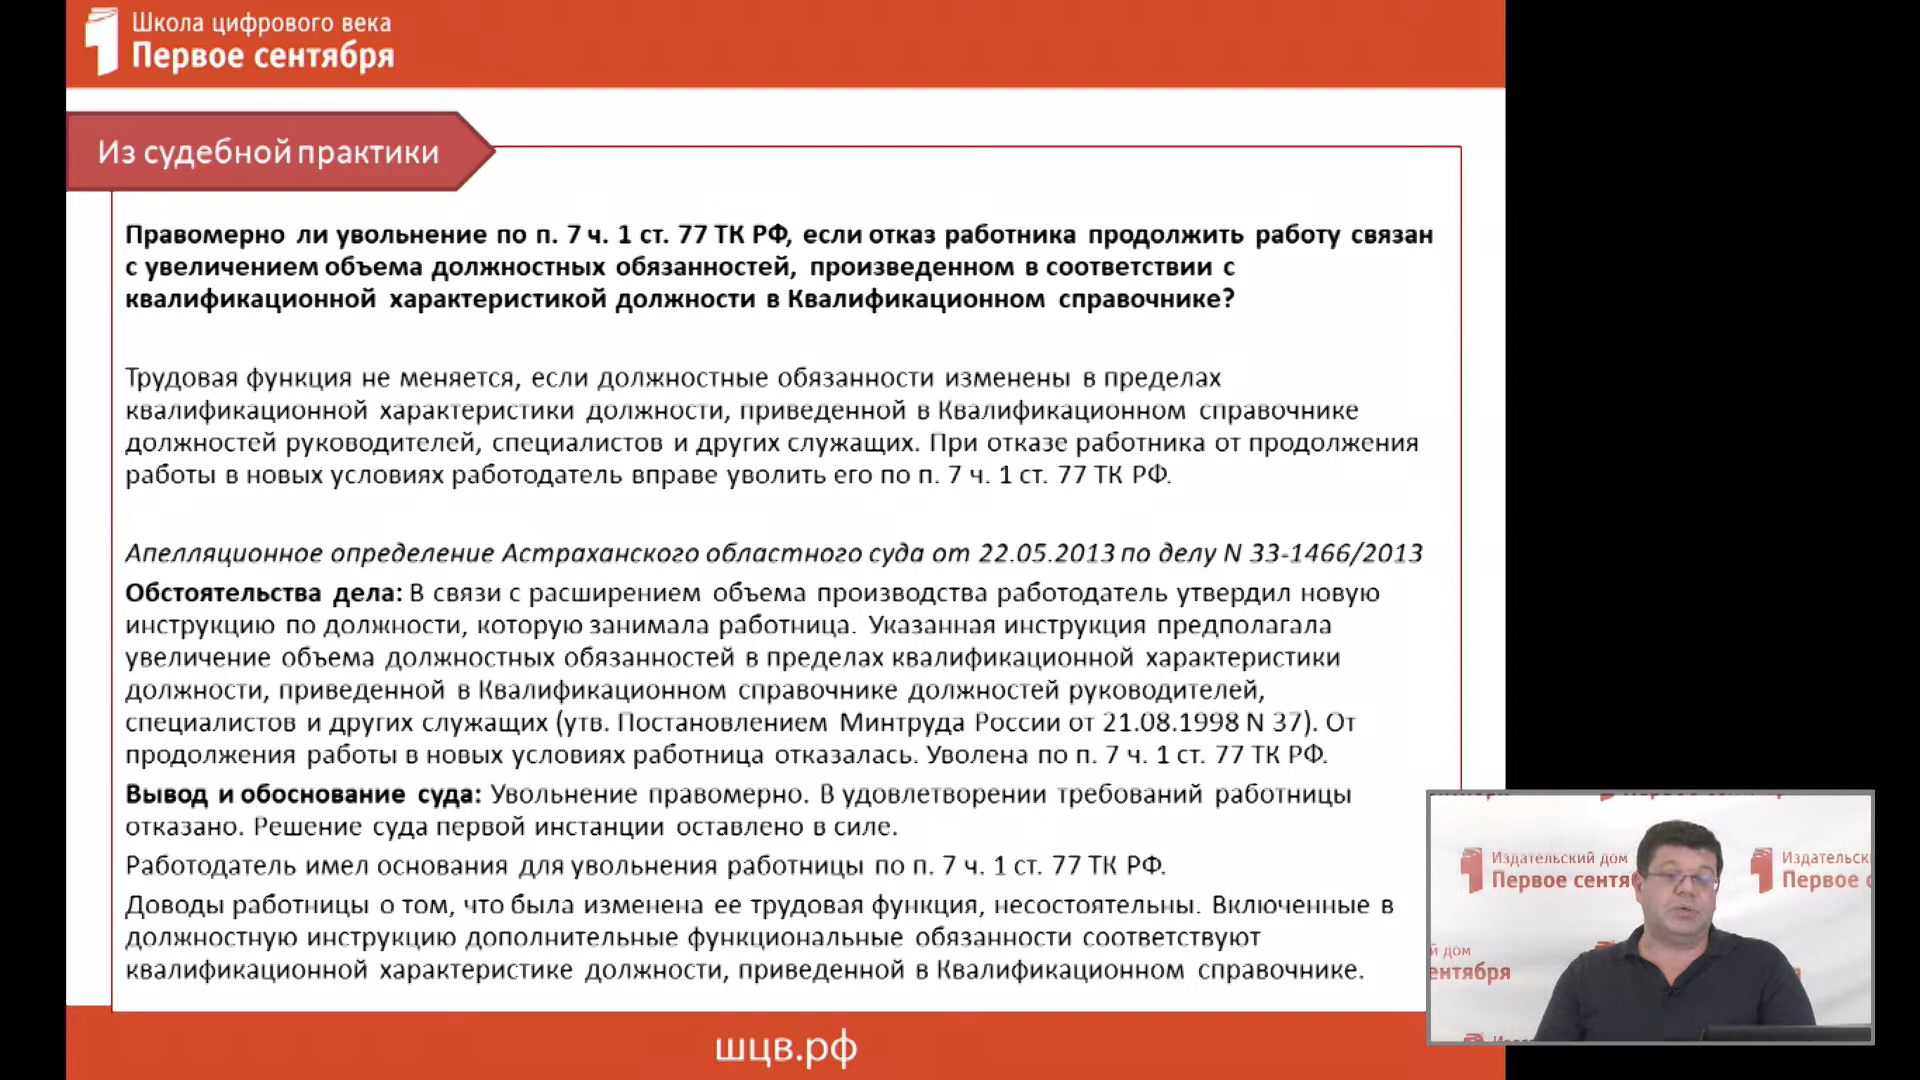 Школа цифрового века
Первое сентября
Из судебной практики
Правомерно ли увольнение по п. 7 ч. 1 ст. 77 ТК РФ, если отказ работника продолжить работу связан
с увеличением объема должностных обязанностей, произведенном в соответствии с
квалификационной характеристикой должности в Квалификационном справочнике?
Трудовая функция не меняется, если должностные обязанности изменены в пределах
квалификационной характеристики должности, приведенной в Квалификационном справочнике
должностей руководителей, специалистов и других служащих. При отказе работника от продолжения
работы в новых условиях работодатель вправе уволить его по п. 7 ч. 1 ст. 77 ТК РФ.
Апелляционное определение Астраханского областного суда от 22.05.2013 по делу N 33-1466/2013
Обстоятельства дела: В связи с расширением объема производства работодатель утвердил новую
инструкцию по должности, которую занимала работница. Указанная инструкция предполагала
увеличение объема должностных обязанностей в пределах квалификационной характеристики
должности, приведенной в Квалификационном справочнике должностей руководителей,
специалистов и других служащих (утв. Постановлением Минтруда России от 21.08.1998 N 37). От
продолжения работы в новых условиях работница отказалась. Уволена по п. 7 ч. 1 ст. 77 ТК РФ.
Вывод и обоснование суда: Увольнение правомерно. В удовлетворении требований работницы
отказано. Решение суда первой инстанции оставлено в силе.
Работодатель имел основания для увольнения работницы по п. 7 ч. 1 ст. 77 ТК РФ.
Доводы работницы о том, что была изменена ее трудовая функция, несостоятельны. Включенные в
должностную инструкцию дополнительные функциональные обязанности соответствуют
квалификационной характеристике должности, приведенной в Квалификационном справочнике.
шцв.рф
Издательский дом
Первое сентя
Издательск
Первое с
й дом
ентября